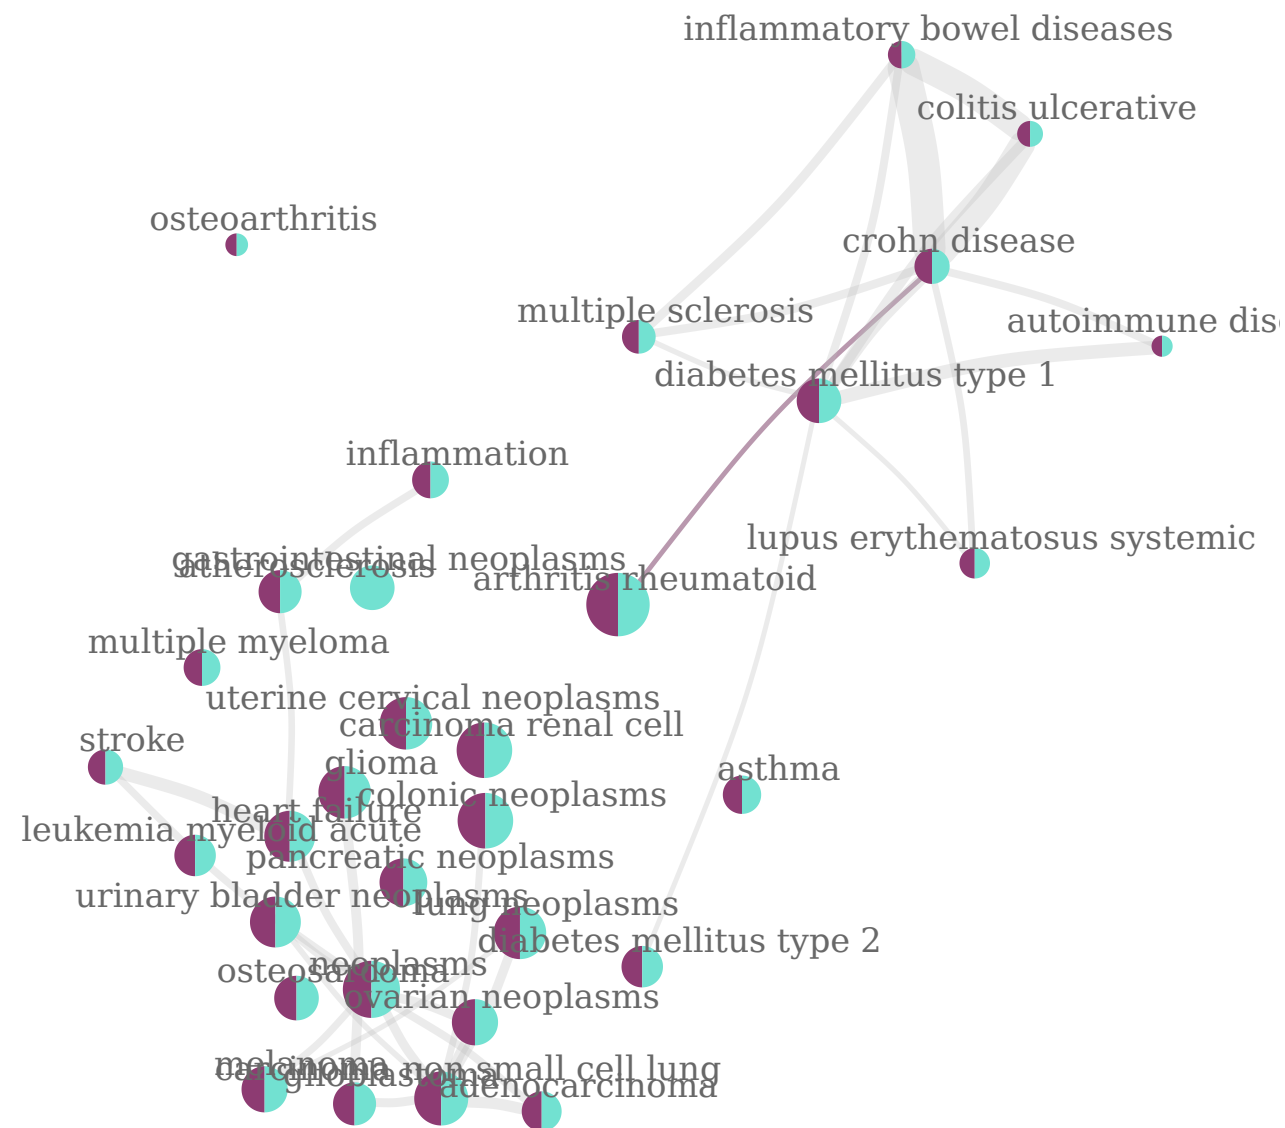 inflammatory bowel diseases
colitis ulcerative
osteoarthritis
crohn disease
multiple sclerosis
autoimmune dis
diabetes mellitus type 1
inflammation
lupus erythematosus systemic
gastrointestinal neoplasms
atherosclerosis
arthritis rheumatoid
multiple myeloma
uterine cervical neoplasms
carcinoma renal cell
stroke
glioma
asthma
colonic neoplasms
heart failure
leukemia myeloid acute
pancreatic neoplasms
urinary bladder neoplasms
lung neoplasms
diabetes mellitus type 2
neoplasms
osteosarcoma
ovarian neoplasms
melanoma
carcinoma non small cell lung
glioblastoma
adenocarcinoma